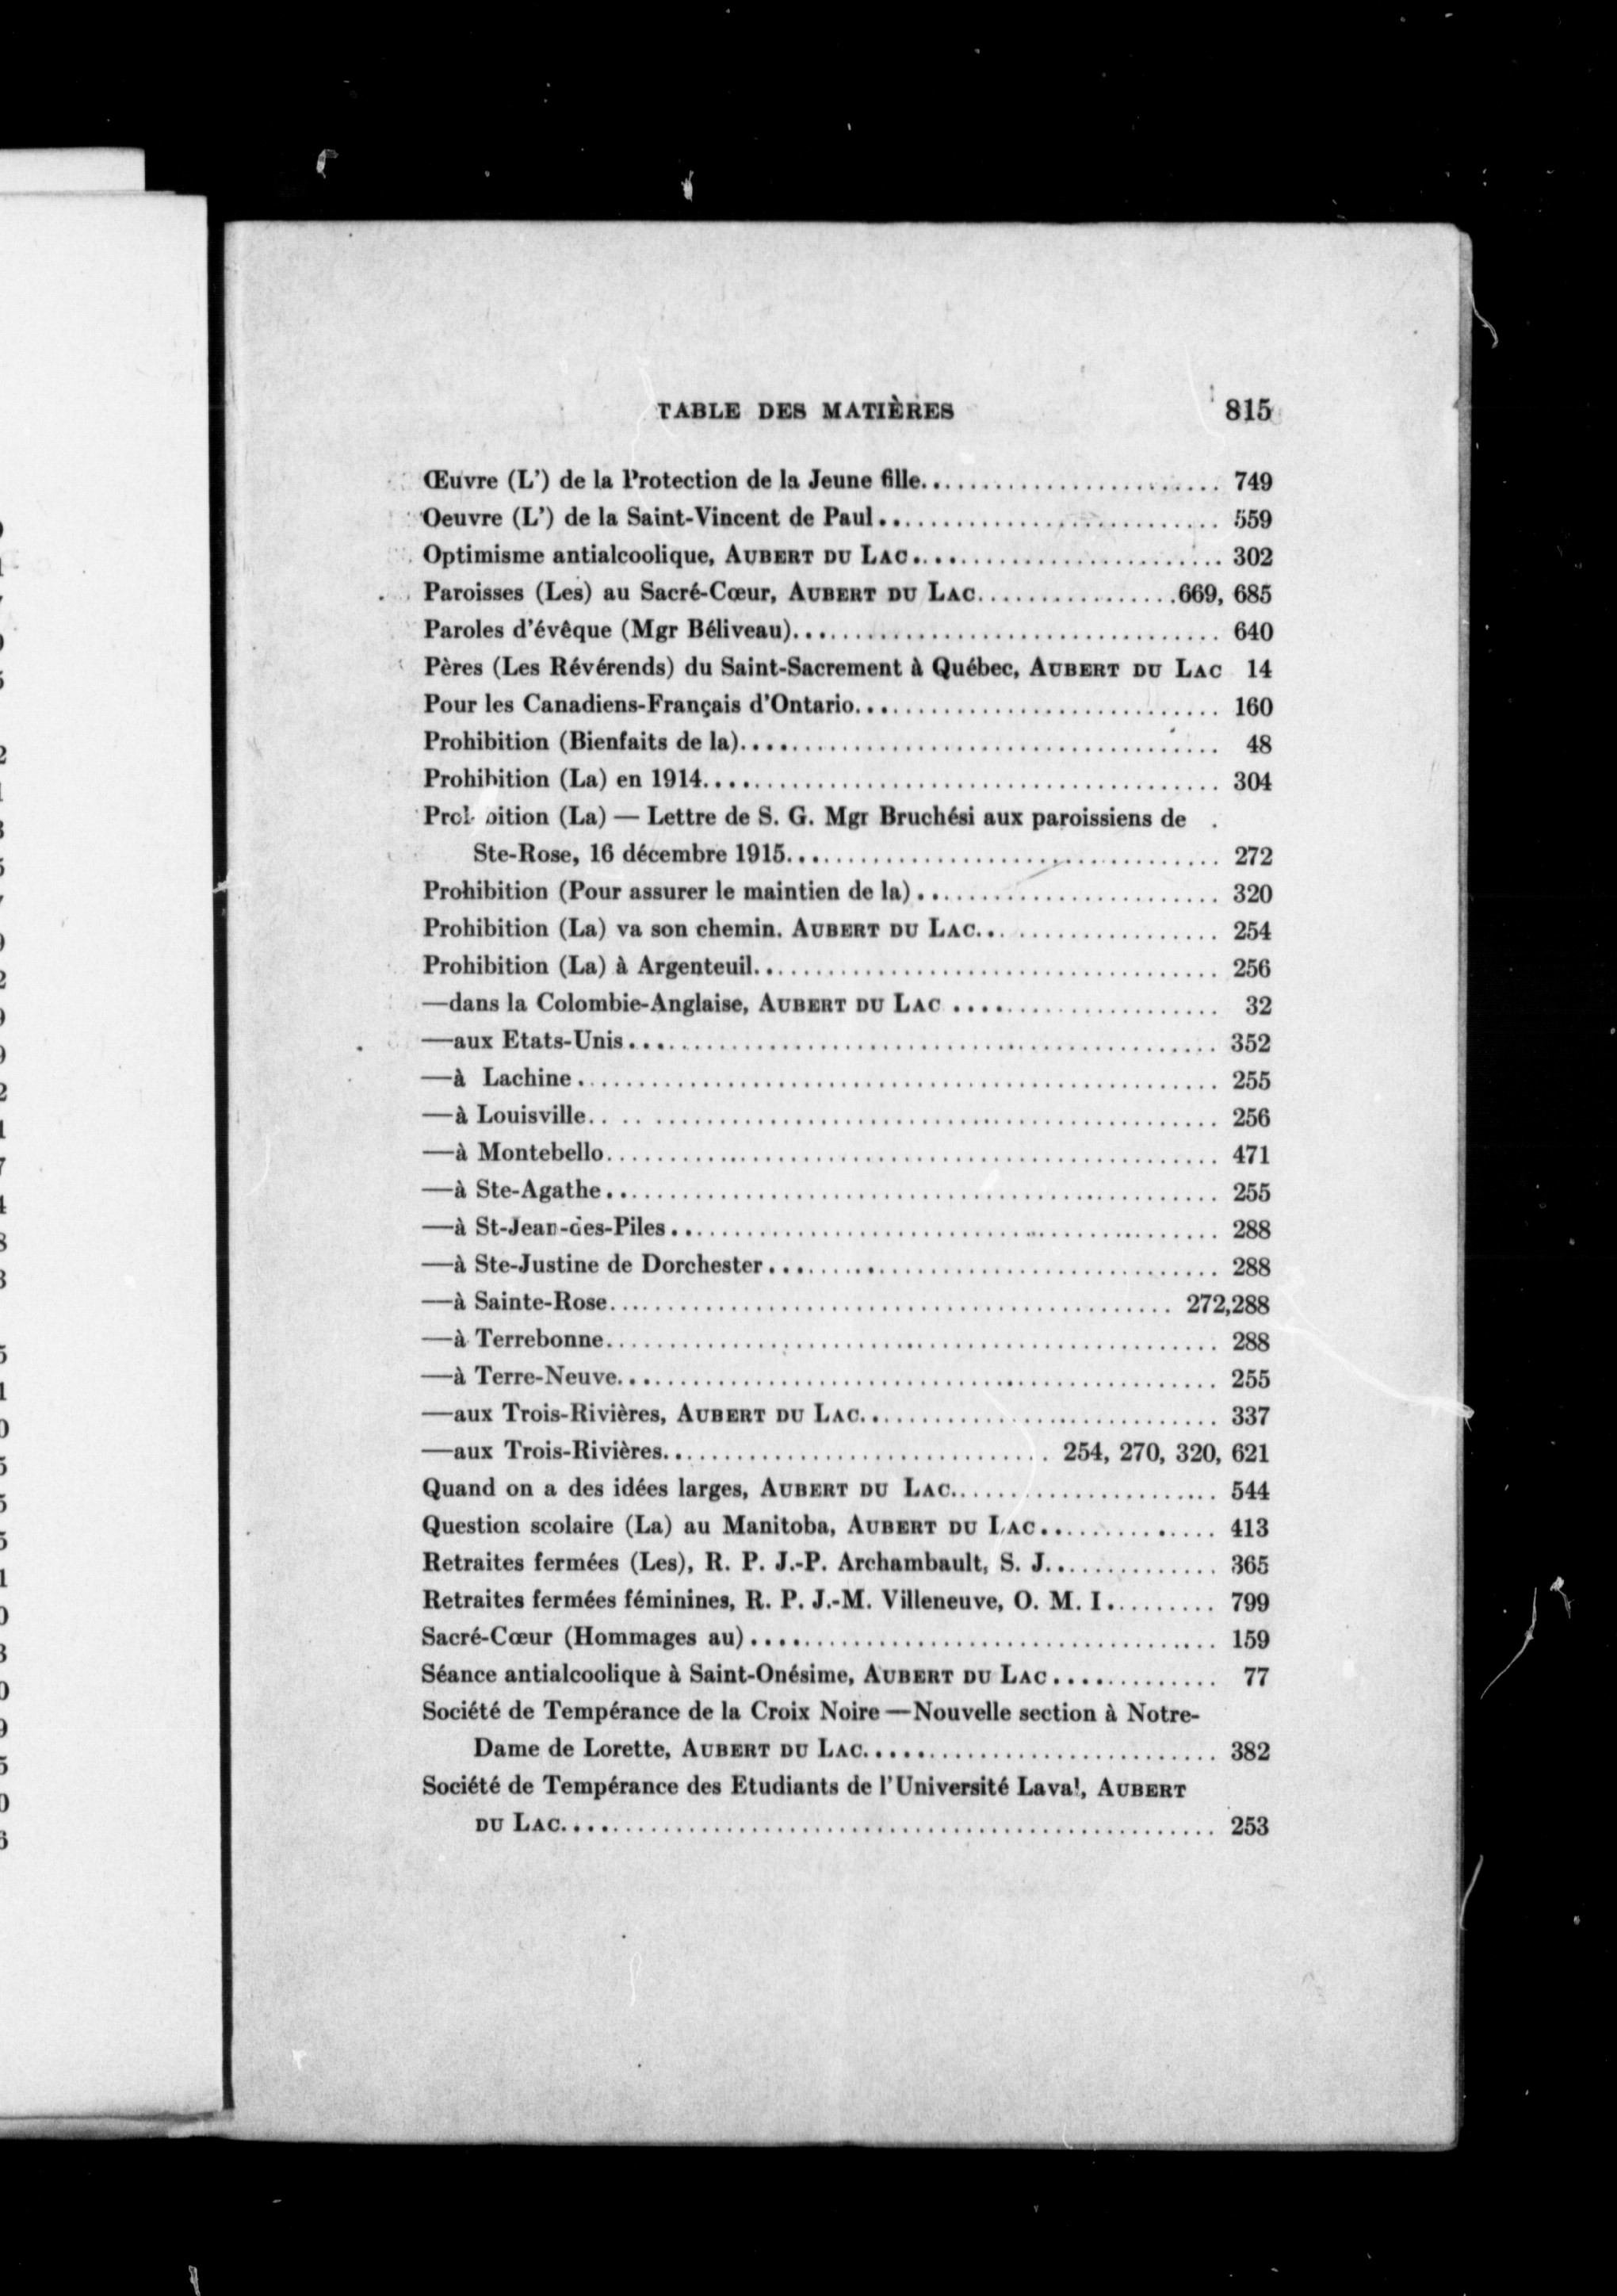 TABLE DES MATIÈRES 815
Œuvre (L') de la Protection de la Jeune fille........................ 749
Oeuvre (L') de la Saint-Vincent de Paul........................... 559
Optimisme antialcoolique, AUBERT DU LAC........................ 302
Paroisses (Les) au Sacré-Cœur, AUBERT DU LAC................669, 685
Paroles d'évêque (Mgr Béliveau).................................. 640
Pères (Les Révérends) du Saint-Sacrement à Québec, AUBERT DU LAC 14
Pour les Canadiens-Français d'Ontario............................. 160
Prohibition (Bienfaits de la)...................................... 48
Prohibition (La) en 1914......................................... 304
Prohibition (La) — Lettre de S. G. Mgr Bruchési aux paroissiens de
Ste-Rose, 16 décembre 1915.................................. 272
Prohibition (Pour assurer le maintien de la)........................ 320
Prohibition (La) va son chemin. AUBERT DU LAC................... 254
Prohibition (La) à Argenteuil..................................... 256
—dans la Colombie-Anglaise, AUBERT DU LAC ..................... 32
—aux Etats-Unis............................................... 352
—à Lachine.................................................... 255
—à Louisville.................................................. 256
—à Montebello................................................. 471
—à Ste-Agathe................................................. 255
—à St-Jean-des-Piles............................................ 288
—à Ste-Justine de Dorchester.................................... 288
—à Sainte-Rose............................................. 272,288
—à Terrebonne................................................. 288
—à Terre-Neuve................................................ 255
—aux Trois-Rivières, AUBERT DU LAC............................ 337
—aux Trois-Rivières............................... 254, 270, 320, 621
Quand on a des idées larges, AUBERT DU LAC..................... 544
Question scolaire (La) au Manitoba, AUBERT DU LAC.............. 413
Retraites fermées (Les), R. P. J.-P. Archambault, S. J.............. 365
Retraites fermées féminines, R. P. J.-M. Villeneuve, O. M. I......... 799
Sacré-Cœur (Hommages au)..................................... 159
Séance antialcoolique à Saint-Onésime, AUBERT DU LAC............. 77
Société de Tempérance de la Croix Noire —Nouvelle section à Notre-
Dame de Lorette, AUBERT DU LAC............................ 382
Société de Tempérance des Etudiants de l'Université Laval, AUBERT
DU LAC.................................................... 253